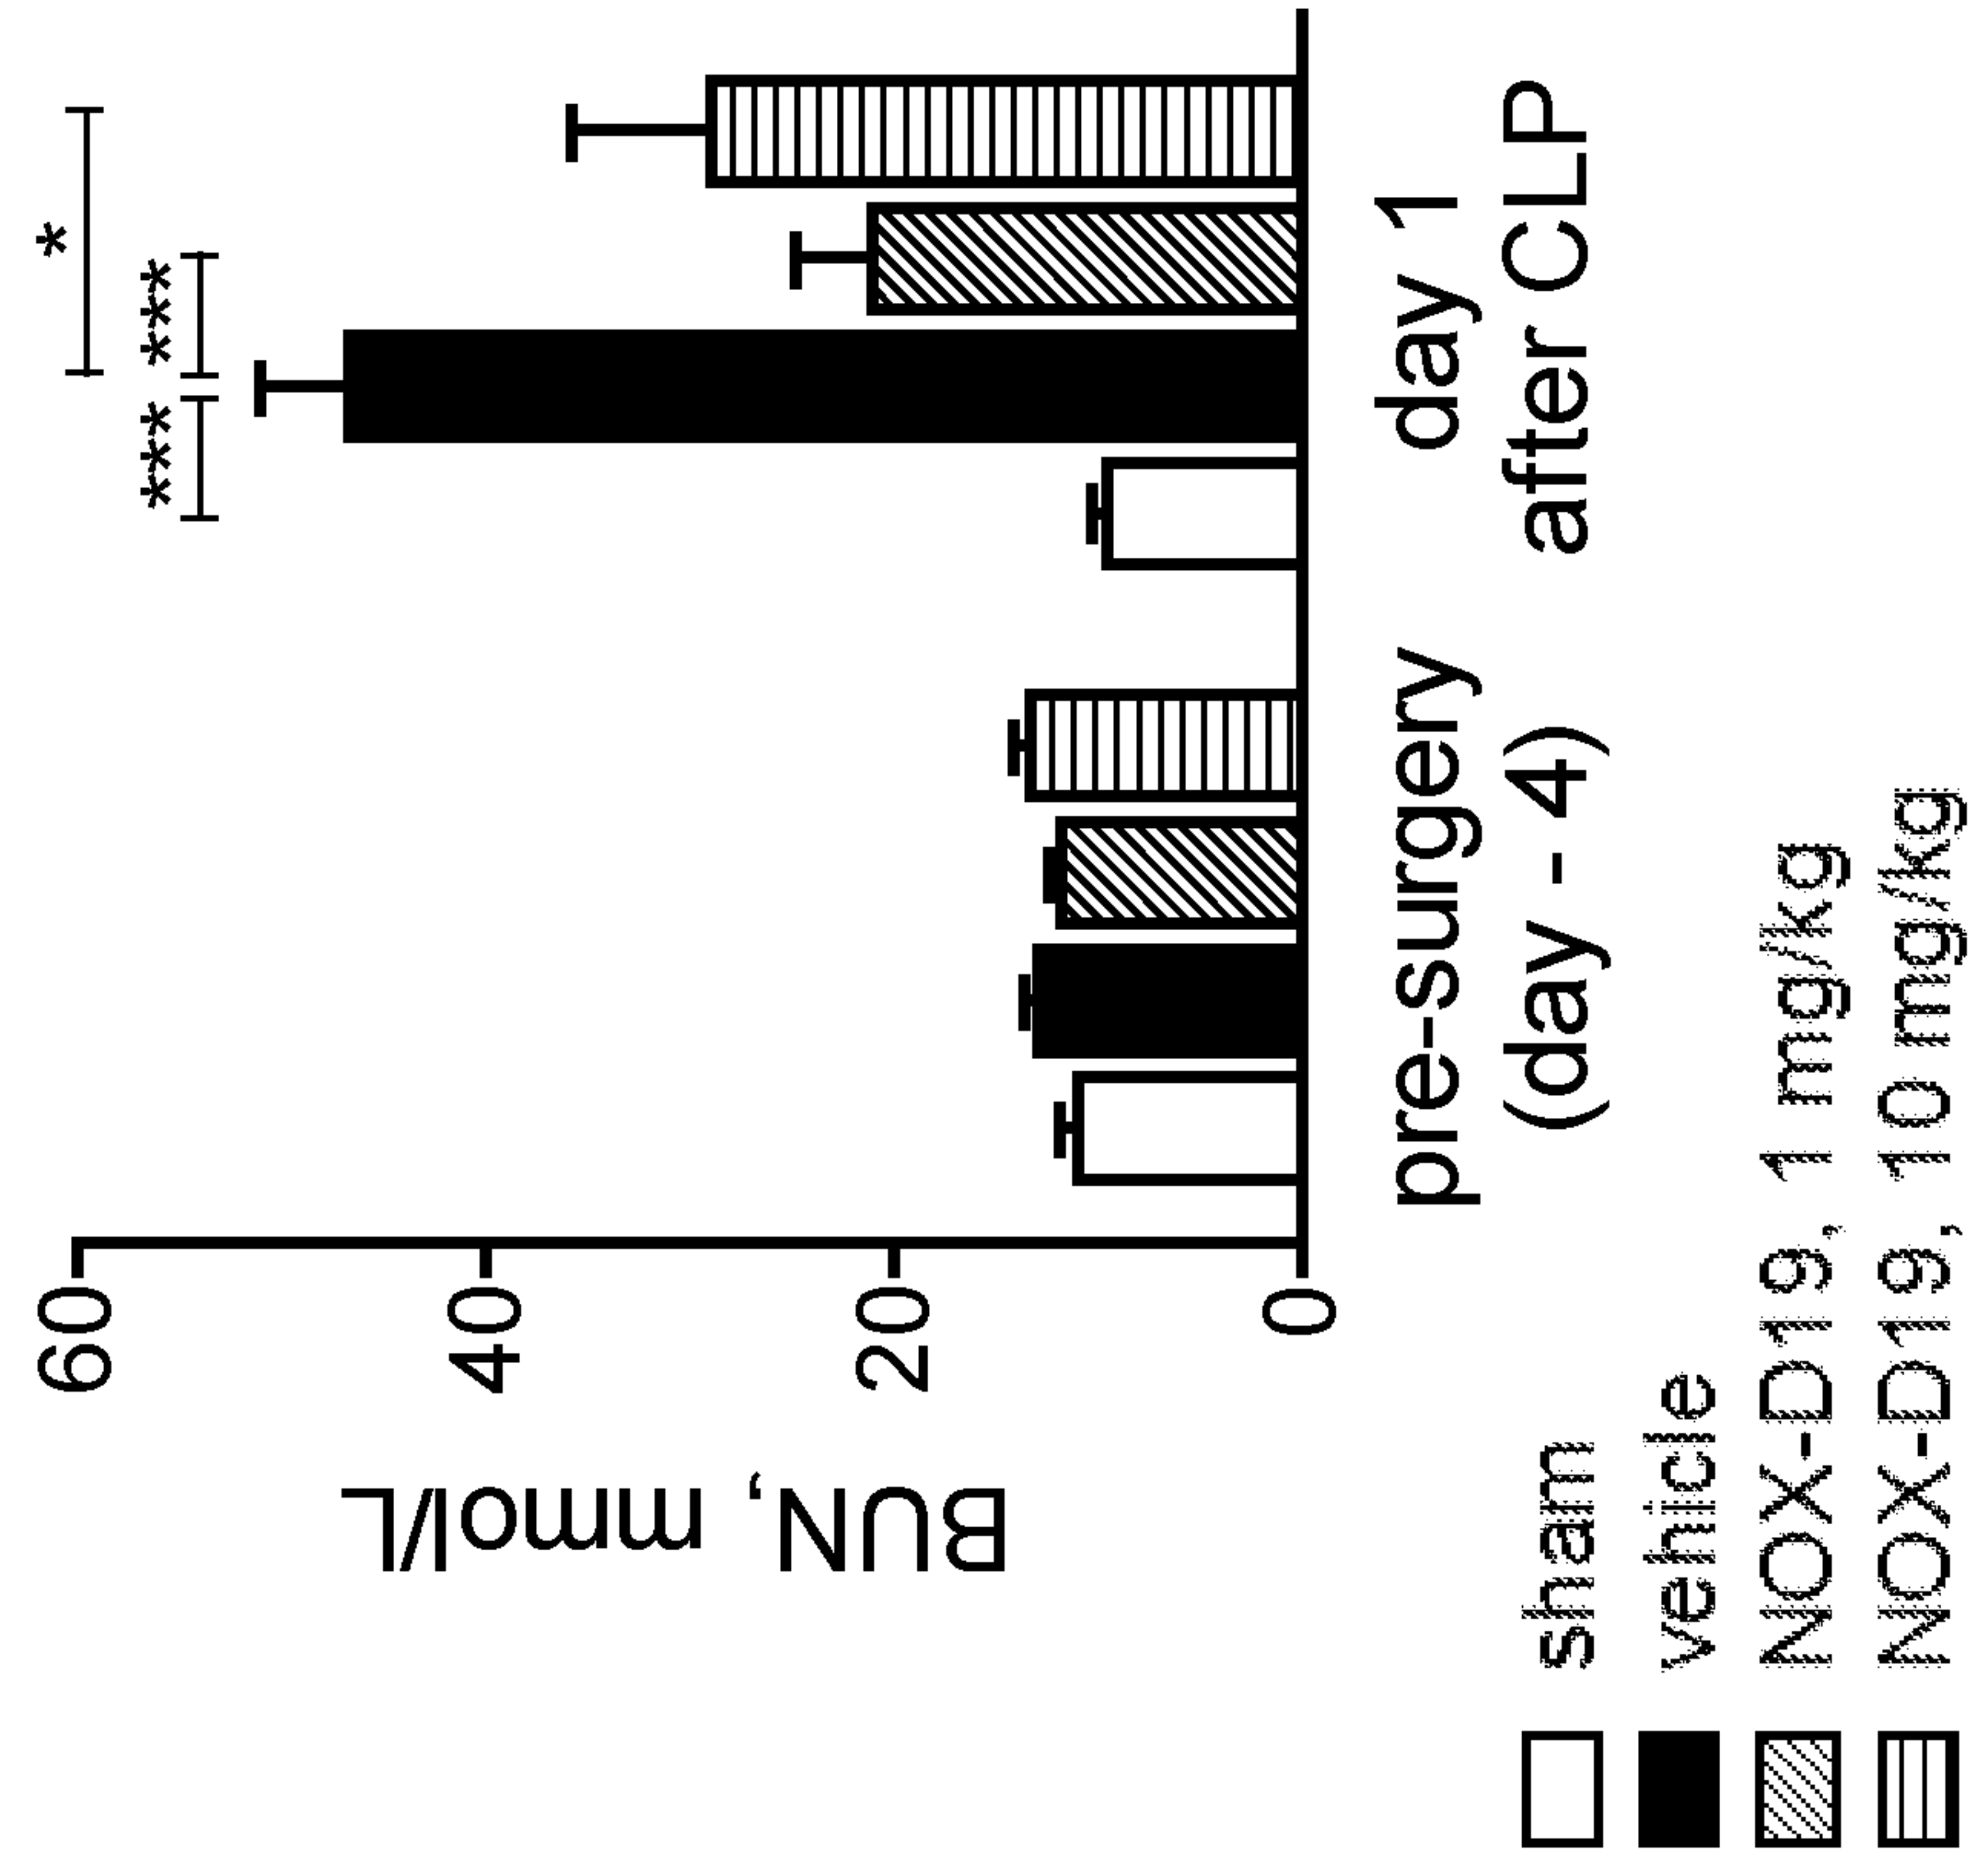 *
*** ***
60
40
20
0
BUN, mmol/L
pre-surgery
(day - 4)
day 1
after CLP
sham
vehicle
NOX-D19, 1 mg/kg
NOX-D19, 10 mg/kg